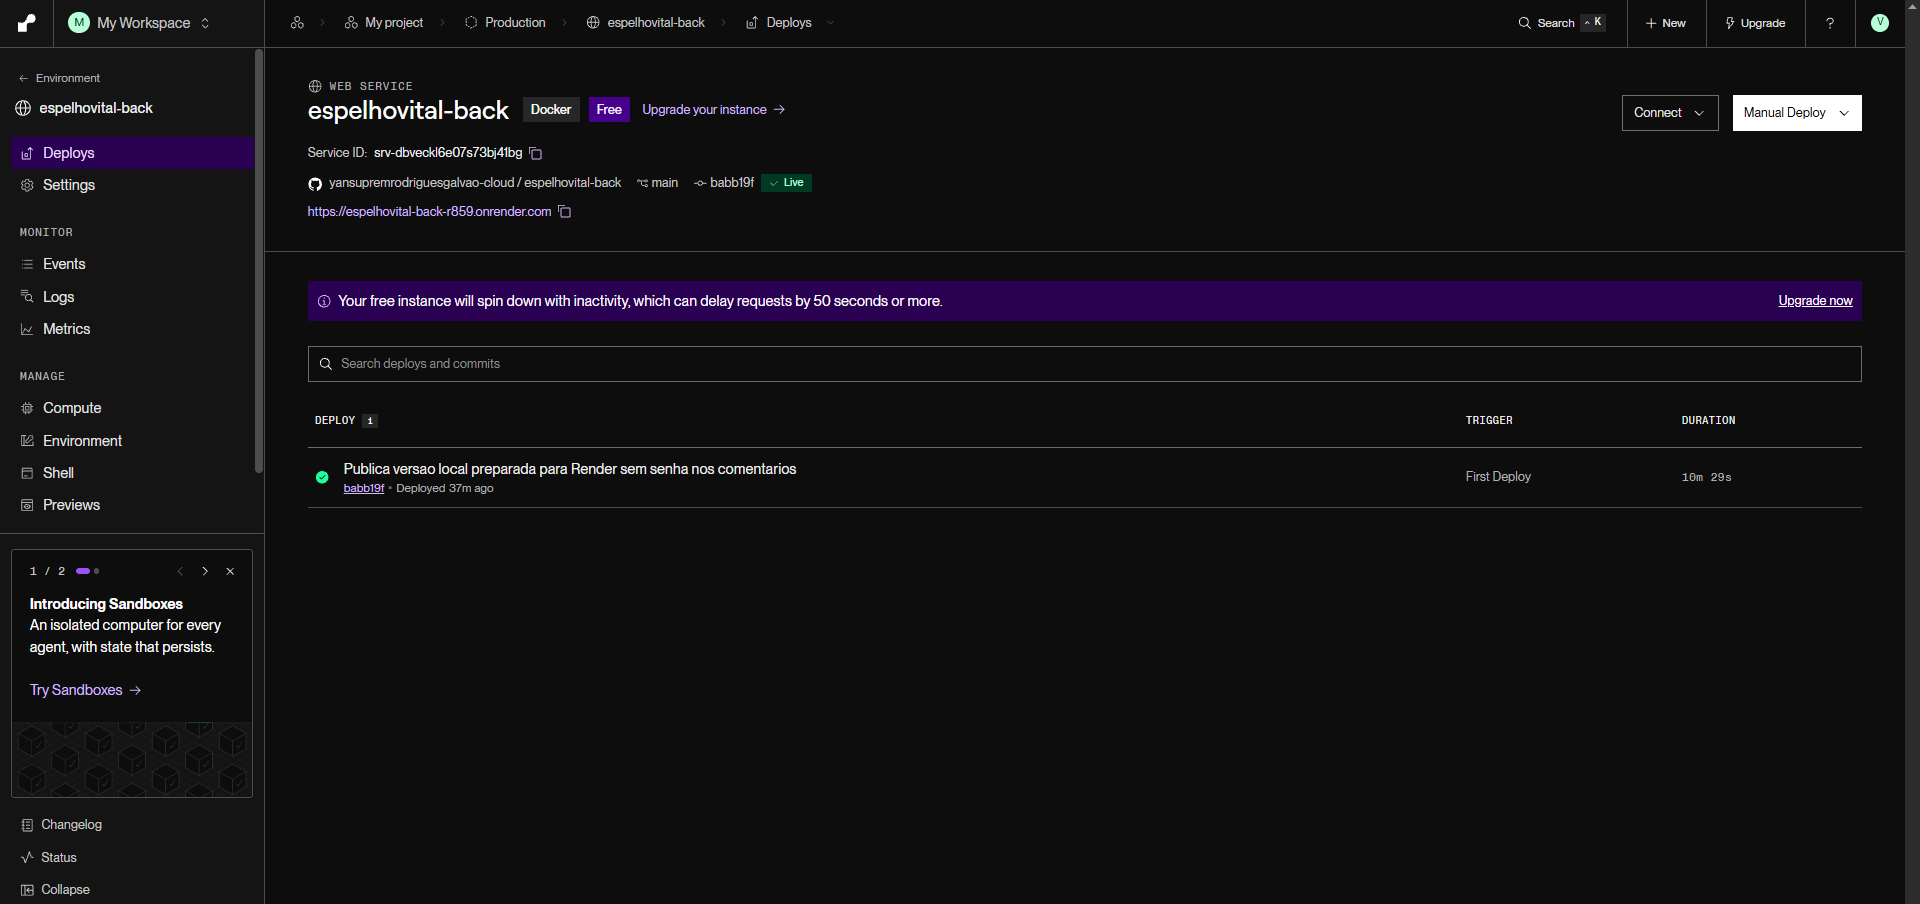 M My Workspace
My project
Production
espelhovital-back
Deploys
Search ^ K
+ New
Upgrade
?
V
← Environment
espelhovital-back
Deploys
Settings
MONITOR
Events
Logs
Metrics
MANAGE
Compute
Environment
Shell
Previews
1 / 2
Introducing Sandboxes
An isolated computer for every
agent, with state that persists.
Try Sandboxes →
Changelog
Status
Collapse
WEB SERVICE
espelhovital-back Docker Free Upgrade your instance →
Connect
Manual Deploy
Service ID: srv-dbveckl6e07s73bj41bg
yansupremrodriguesgalvao-cloud / espelhovital-back main babb19f Live
https://espelhovital-back-r859.onrender.com
Your free instance will spin down with inactivity, which can delay requests by 50 seconds or more.
Upgrade now
Search deploys and commits
DEPLOY 1 TRIGGER DURATION
Publica versao local preparada para Render sem senha nos comentarios
babb19f • Deployed 37m ago
First Deploy
10m 29s